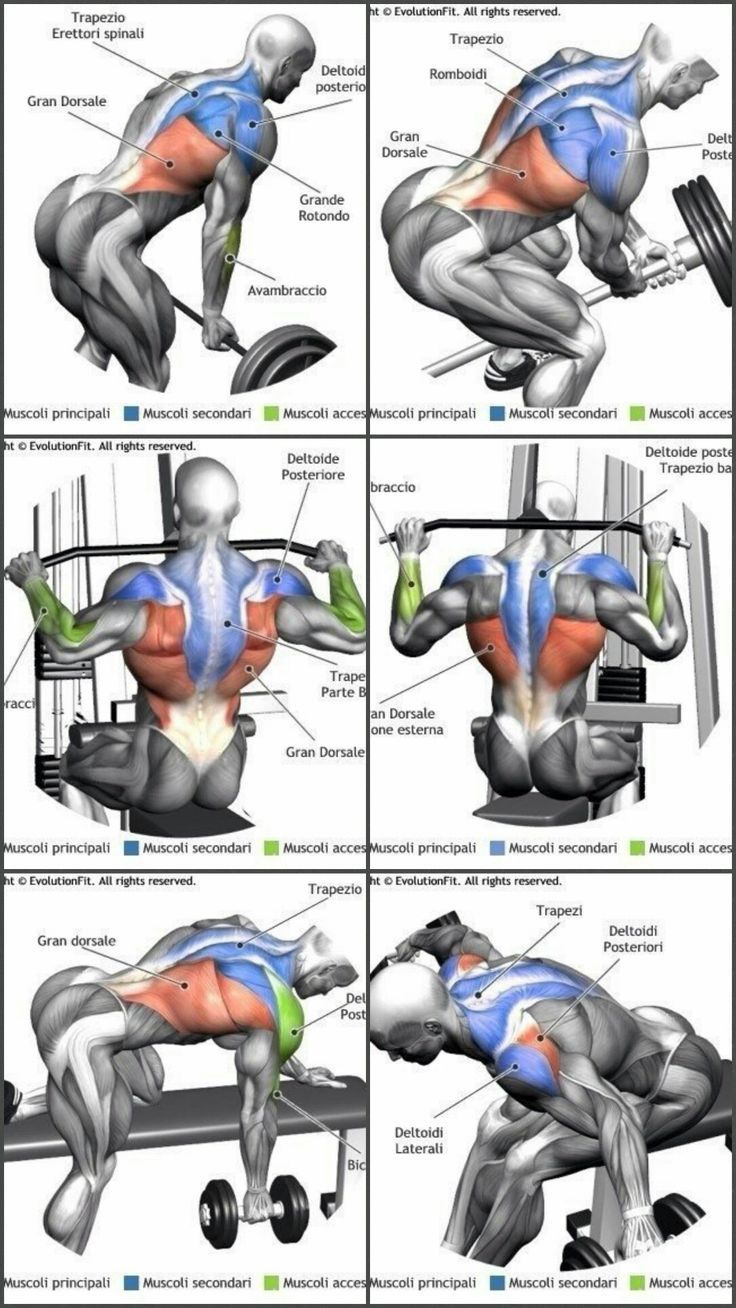 Trapezio
Erettori spinali
Deltoid
posterio
Gran Dorsale
Grande
Rotondo
Avambraccio
Muscoli principali Muscoli secondari Muscoli acces
ht © EvolutionFit. All rights reserved.
Trapezio
Romboidi
Gran
Dorsale
Delt
Poste
Muscoli principali Muscoli secondari Muscoli acces
ht © EvolutionFit. All rights reserved.
Deltoide
Posteriore
Trape
Parte B
racci
Gran Dorsale
Muscoli principali Muscoli secondari Muscoli acces
Deltoide poste
Trapezio ba
braccio
an Dorsale
one esterna
Muscoli principali Muscoli secondari Muscoli acces
ht © EvolutionFit. All rights reserved.
Trapezio
Gran dorsale
Del
Post
Bic
Muscoli principali Muscoli secondari Muscoli acces
ht © EvolutionFit. All rights reserved.
Trapezi
Deltoidi
Posteriori
Deltoidi
Laterali
Muscoli principali Muscoli secondari Muscoli acces